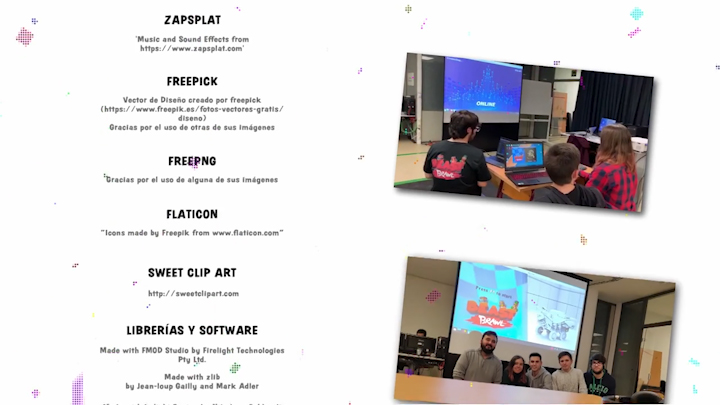 ZAPSPLAT
'Music and Sound Effects from
https://www.zapsplat.com'
FREEPICK
Vector de Diseño creado por freepick
(https://www.freepik.es/fotos-vectores-gratis/
diseno)
Gracias por el uso de otras de sus imágenes
FREEPNG
Gracias por el uso de alguna de sus imágenes
FLATICON
"Icons made by Freepik from www.flaticon.com"
SWEET CLIP ART
http://sweetclipart.com
LIBRERÍAS Y SOFTWARE
Made with FMOD Studio by Firelight Technologies
Pty Ltd.
Made with zlib
by Jean-loup Gailly and Mark Adler
ONLINE
BRAWL
BRAWL